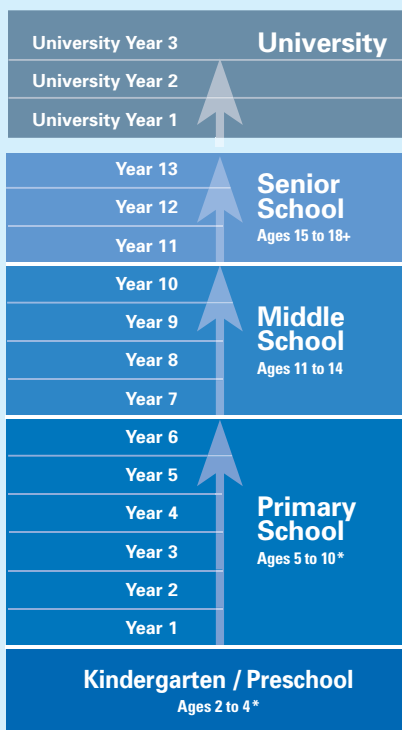 University Year 3
University
University Year 2
University Year 1
Year 13
Senior
School
Ages 15 to 18+
Year 12
Year 11
Year 10
Year 9
Middle
School
Ages 11 to 14
Year 8
Year 7
Year 6
Year 5
Year 4
Primary
School
Ages 5 to 10*
Year 3
Year 2
Year 1
Kindergarten / Preschool
Ages 2 to 4*